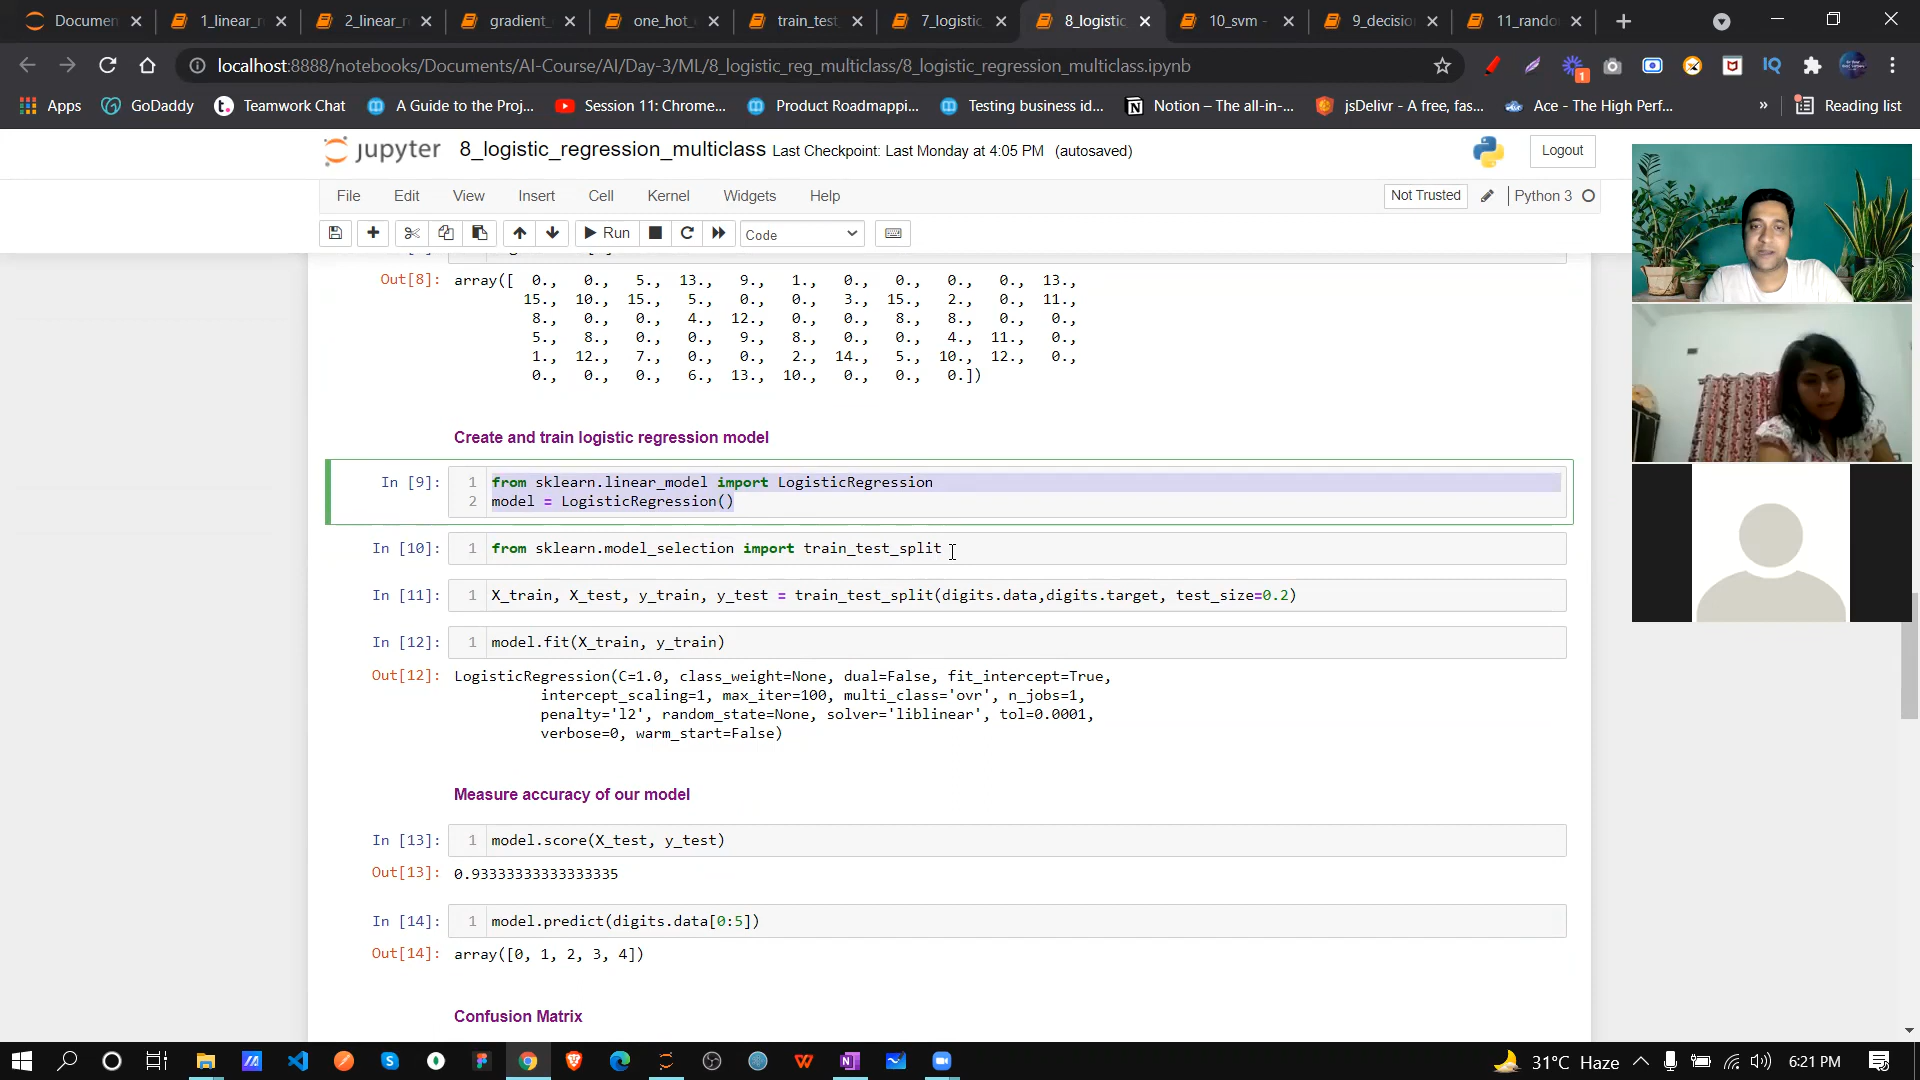 Documen
1_linear_r
2_linear_r
gradient_
one_hot_
train_test
7_logistic
8_logistic
10_svm -
9_decisio
11_rando
localhost:8888/notebooks/Documents/AI-Course/AI/Day-3/ML/8_logistic_reg_multiclass/8_logistic_regression_multiclass.ipynb
1
IQ
Apps
GoDaddy
Teamwork Chat
A Guide to the Proj...
Session 11: Chrome...
Product Roadmappi...
Testing business id...
Notion – The all-in-...
jsDelivr - A free, fas...
Ace - The High Perf...
»
Reading list
jupyter
8_logistic_regression_multiclass Last Checkpoint: Last Monday at 4:05 PM (autosaved)
Logout
File Edit View Insert Cell Kernel Widgets Help
Not Trusted
Python 3
Run
Code
Out[8]: array([ 0., 0., 5., 13., 9., 1., 0., 0., 0., 0., 13.,
15., 10., 15., 5., 0., 0., 3., 15., 2., 0., 11.,
8., 0., 0., 4., 12., 0., 0., 8., 8., 0., 0.,
5., 8., 0., 0., 9., 8., 0., 0., 4., 11., 0.,
1., 12., 7., 0., 0., 2., 14., 5., 10., 12., 0.,
0., 0., 0., 6., 13., 10., 0., 0., 0.])
Create and train logistic regression model
In [9]: 1 from sklearn.linear_model import LogisticRegression
2 model = LogisticRegression()
In [10]: 1 from sklearn.model_selection import train_test_split
In [11]: 1 X_train, X_test, y_train, y_test = train_test_split(digits.data,digits.target, test_size=0.2)
In [12]: 1 model.fit(X_train, y_train)
Out[12]: LogisticRegression(C=1.0, class_weight=None, dual=False, fit_intercept=True,
intercept_scaling=1, max_iter=100, multi_class='ovr', n_jobs=1,
penalty='l2', random_state=None, solver='liblinear', tol=0.0001,
verbose=0, warm_start=False)
Measure accuracy of our model
In [13]: 1 model.score(X_test, y_test)
Out[13]: 0.93333333333333335
In [14]: 1 model.predict(digits.data[0:5])
Out[14]: array([0, 1, 2, 3, 4])
Confusion Matrix
31°C Haze
6:21 PM